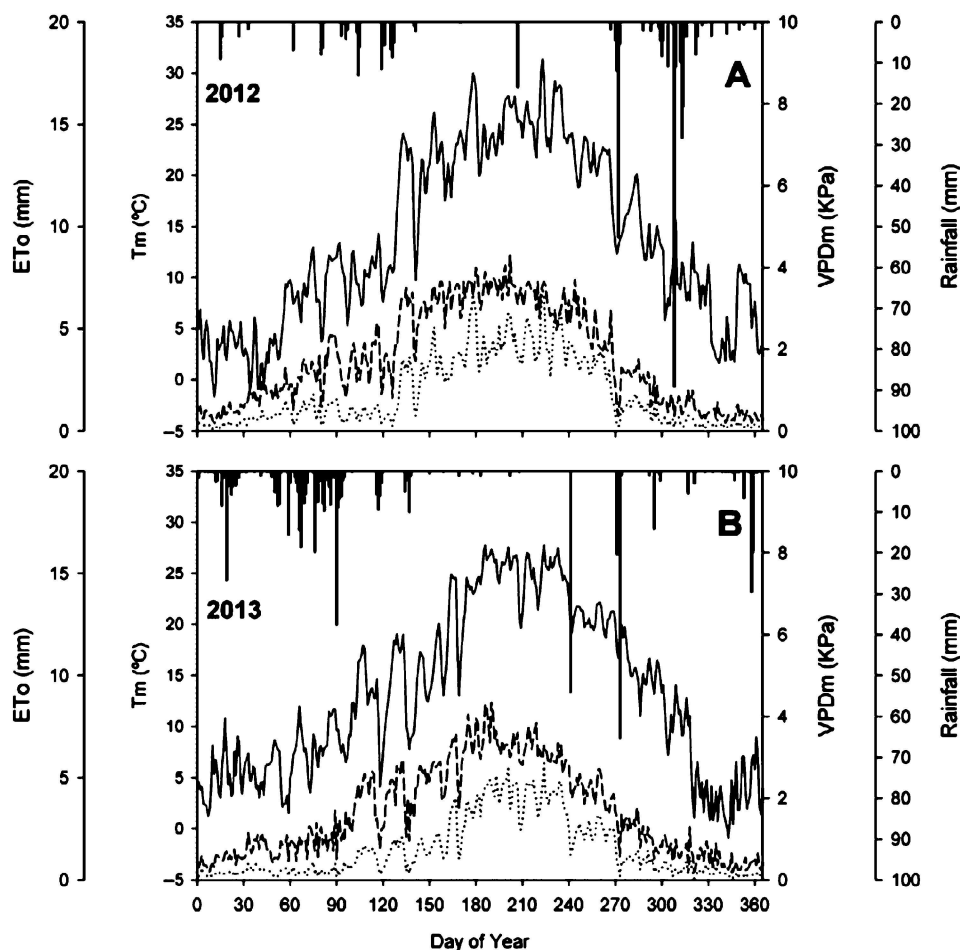 20 35 10 0
30 10
2012 A
25 8 20
15 30
20 6 40
15
10 50
10 4 60
5 70
5 2 80
0 90
0 –5 0 100
ETo (mm)
Tm (ºC)
VPDm (KPa)
Rainfall (mm)
20 35 10 0
30 10
B
25 8 20
15 30
2013
20 6 40
15
10 50
10 4 60
5 70
5 2 80
0 90
0 –5 0 100
ETo (mm)
Tm (ºC)
VPDm (KPa)
Rainfall (mm)
0 30 60 90 120 150 180 210 240 270 300 330 360
Day of Year